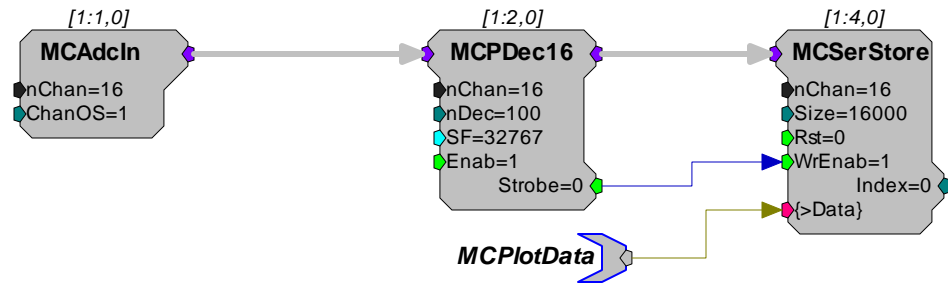 [1:1,0]
MCAdcIn
nChan=16
ChanOS=1
[1:2,0]
MCPDec16
nChan=16
nDec=100
SF=32767
Enab=1
Strobe=0
[1:4,0]
MCSerStore
nChan=16
Size=16000
Rst=0
WrEnab=1
Index=0
{>Data}
MCPlotData